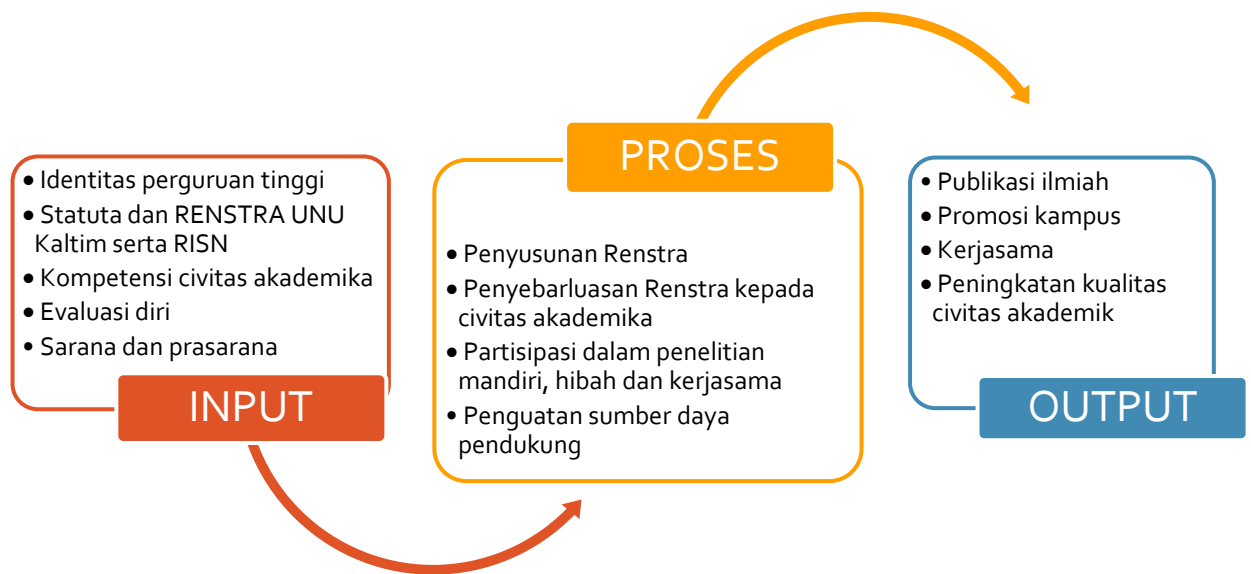 • Identitas perguruan tinggi
• Statuta dan RENSTRA UNU
Kaltim serta RISN
• Kompetensi civitas akademika
• Evaluasi diri
• Sarana dan prasarana
INPUT
PROSES
• Penyusunan Renstra
• Penyebarluasan Renstra kepada
civitas akademika
• Partisipasi dalam penelitian
mandiri, hibah dan kerjasama
• Penguatan sumber daya
pendukung
• Publikasi ilmiah
• Promosi kampus
• Kerjasama
• Peningkatan kualitas
civitas akademik
OUTPUT